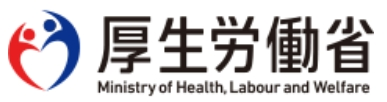 厚生労働省
Ministry of Health, Labour and Welfare